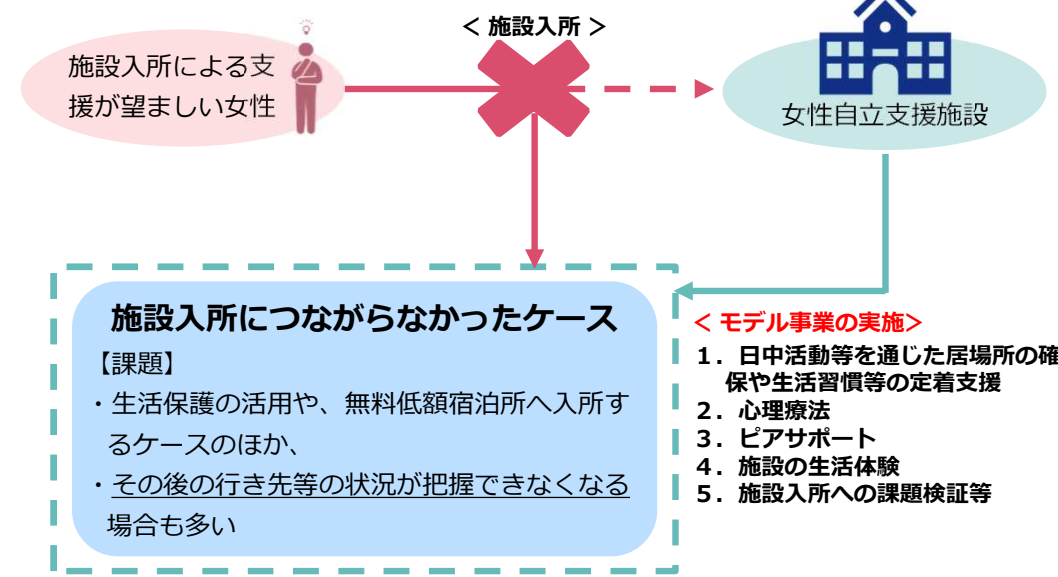 < 施設入所 >
施設入所による支
援が望ましい女性
女性自立支援施設
施設入所につながらなかったケース
【課題】
・生活保護の活用や、無料低額宿泊所へ入所す
るケースのほか、
・その後の行き先等の状況が把握できなくなる
場合も多い
< モデル事業の実施>
1．日中活動等を通じた居場所の確
保や生活習慣等の定着支援
2．心理療法
3．ピアサポート
4．施設の生活体験
5．施設入所への課題検証等